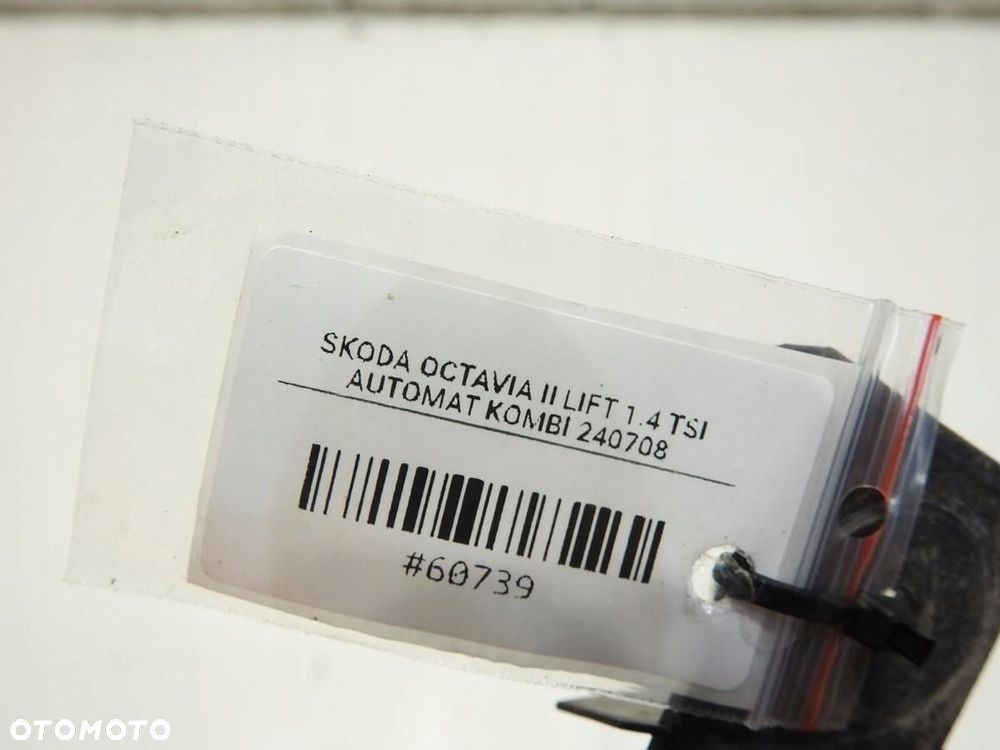 SKODA OCTAVIA II LIFT 1.4 TSI
AUTOMAT KOMBI 240708
#60739
OTOMOTO